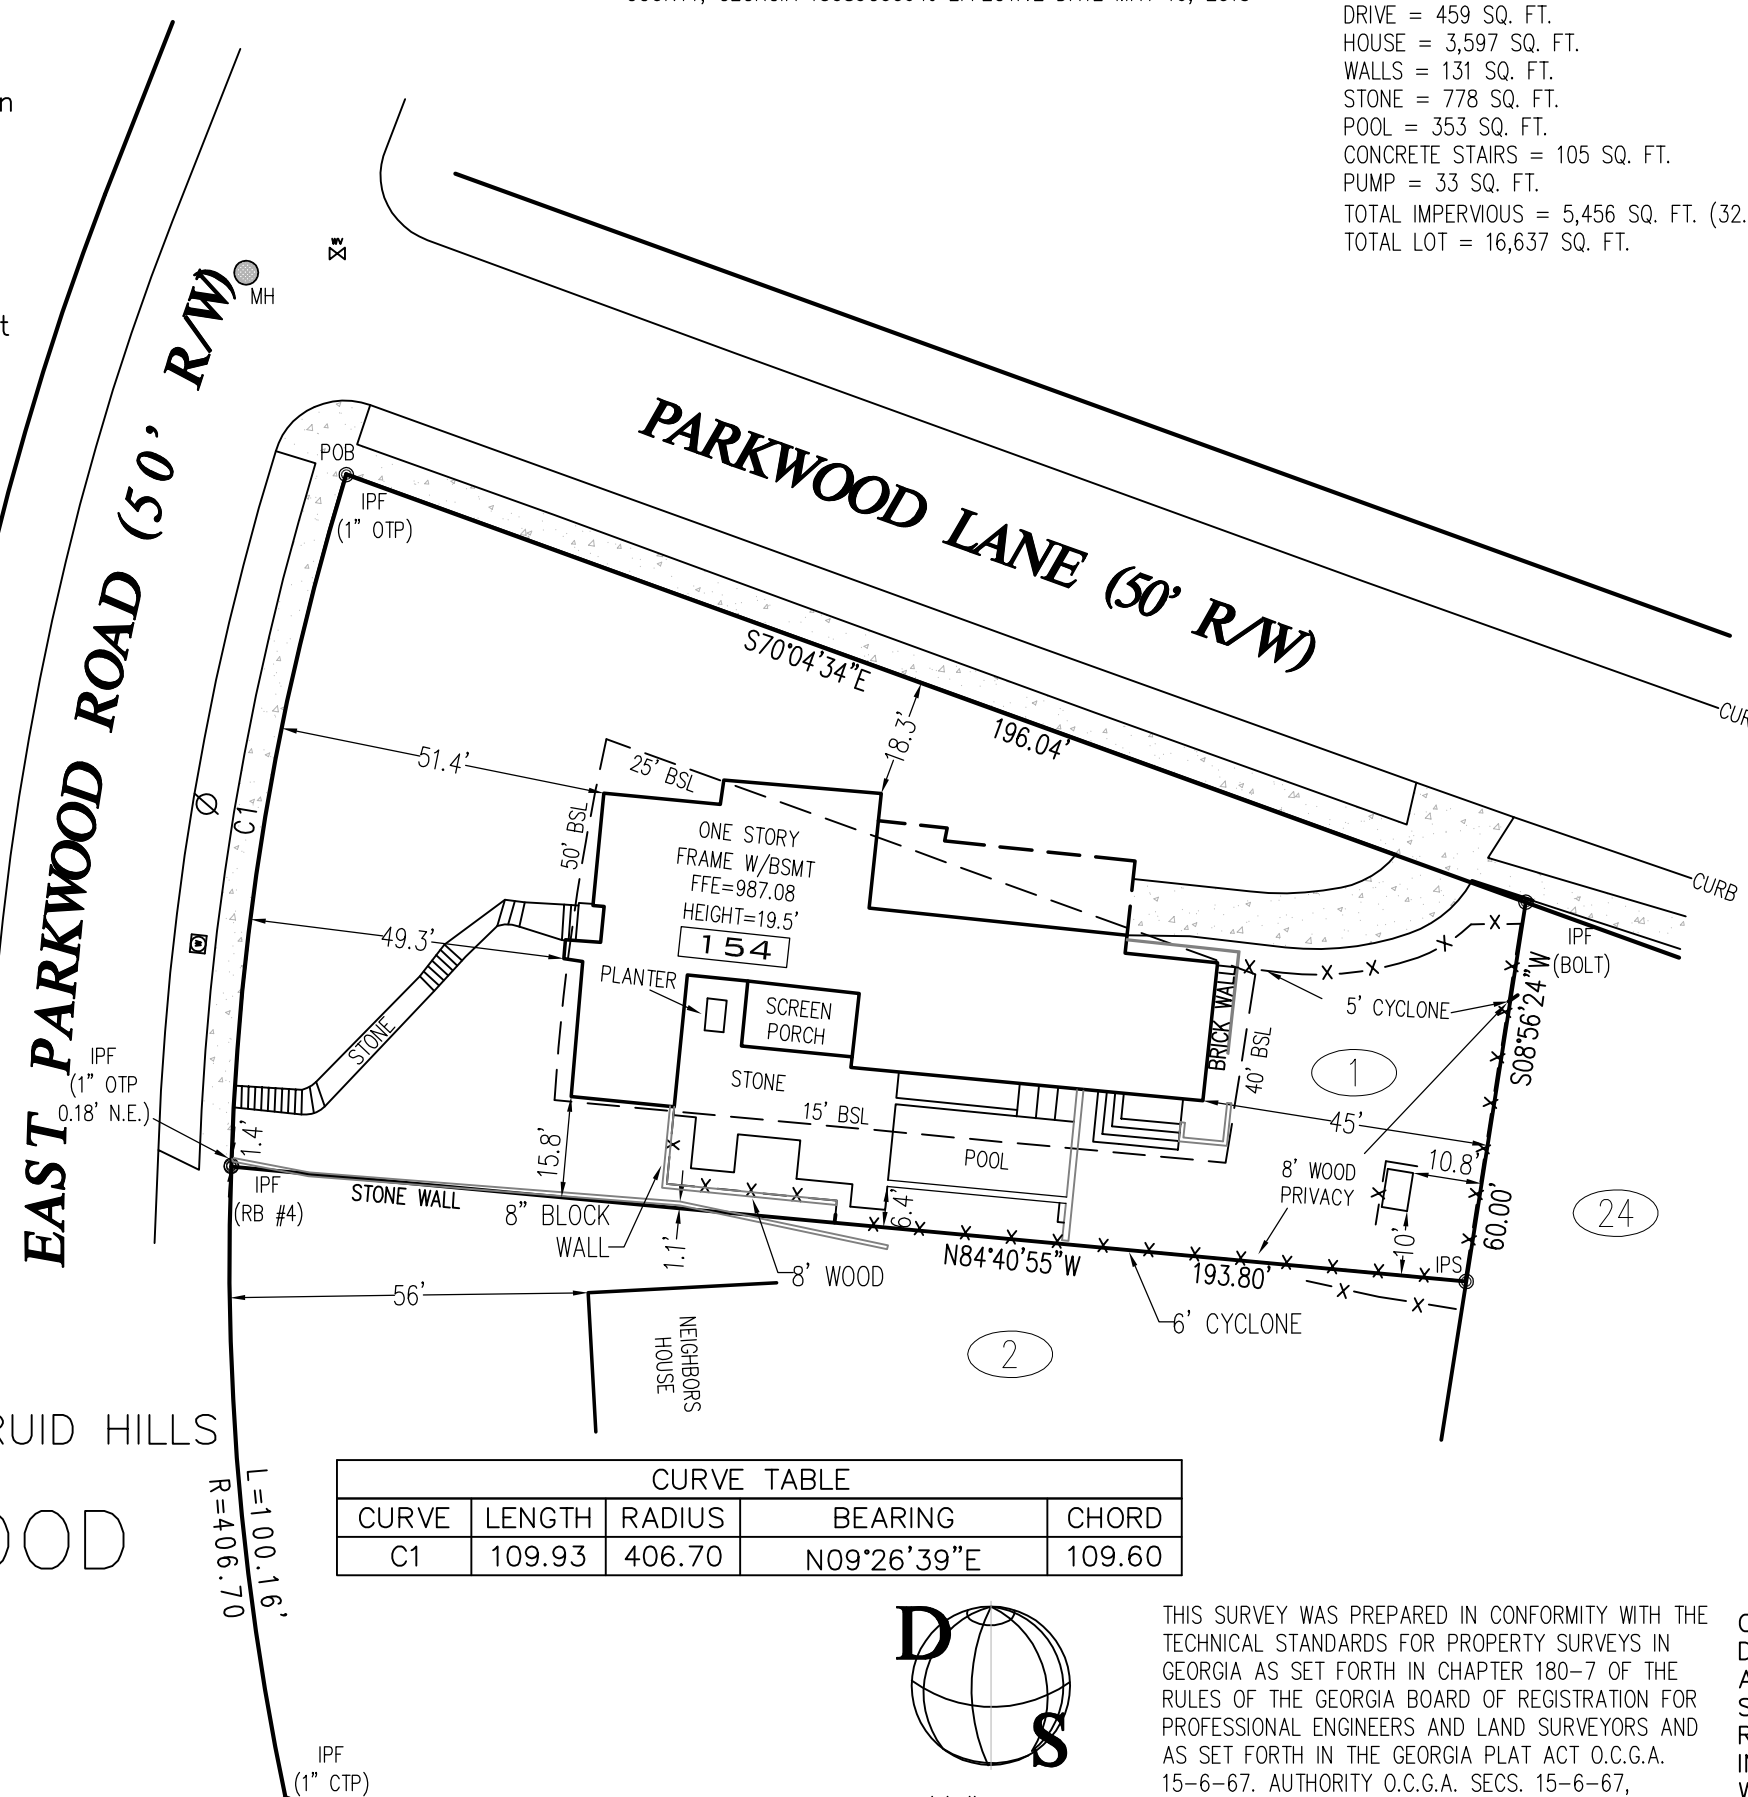 DRIVE = 459 SQ. FT.
HOUSE = 3,597 SQ. FT.
WALLS = 131 SQ. FT.
STONE = 778 SQ. FT.
POOL = 353 SQ. FT.
CONCRETE STAIRS = 105 SQ. FT.
PUMP = 33 SQ. FT.
TOTAL IMPERVIOUS = 5,456 SQ. FT. (32.
TOTAL LOT = 16,637 SQ. FT.
WV
MH
EAST PARKWOOD ROAD (50' R/W)
PARKWOOD LANE (50' R/W)
POB
IPF
(1" OTP)
S70°04'34"E
196.04'
CURB
18.3'
51.4'
25' BSL
50' BSL
C1
ONE STORY
FRAME W/BSMT
FFE=987.08
HEIGHT=19.5'
154
49.3'
PLANTER
SCREEN
PORCH
STONE
STONE
BRICK WALL
40' BSL
5' CYCLONE
IPF
(BOLT)
S08°56'24"W
60.00'
1
24
IPF
(1" OTP
0.18' N.E.)
1.4'
15.8'
15' BSL
POOL
45'
10.8'
8' WOOD
PRIVACY
10'
IPS
IPF
(RB #4)
STONE WALL
8" BLOCK
WALL
1.1'
6.4'
8' WOOD
N84°40'55"W
193.80'
6' CYCLONE
56'
NEIGHBORS
HOUSE
2
RUID HILLS
OOD
L=100.16'
R=406.70
IPF
(1" CTP)
CURVE TABLE
CURVE LENGTH RADIUS BEARING CHORD
C1 109.93 406.70 N09°26'39"E 109.60
D
S
THIS SURVEY WAS PREPARED IN CONFORMITY WITH THE
TECHNICAL STANDARDS FOR PROPERTY SURVEYS IN
GEORGIA AS SET FORTH IN CHAPTER 180-7 OF THE
RULES OF THE GEORGIA BOARD OF REGISTRATION FOR
PROFESSIONAL ENGINEERS AND LAND SURVEYORS AND
AS SET FORTH IN THE GEORGIA PLAT ACT O.C.G.A.
15-6-67. AUTHORITY O.C.G.A. SECS. 15-6-67,